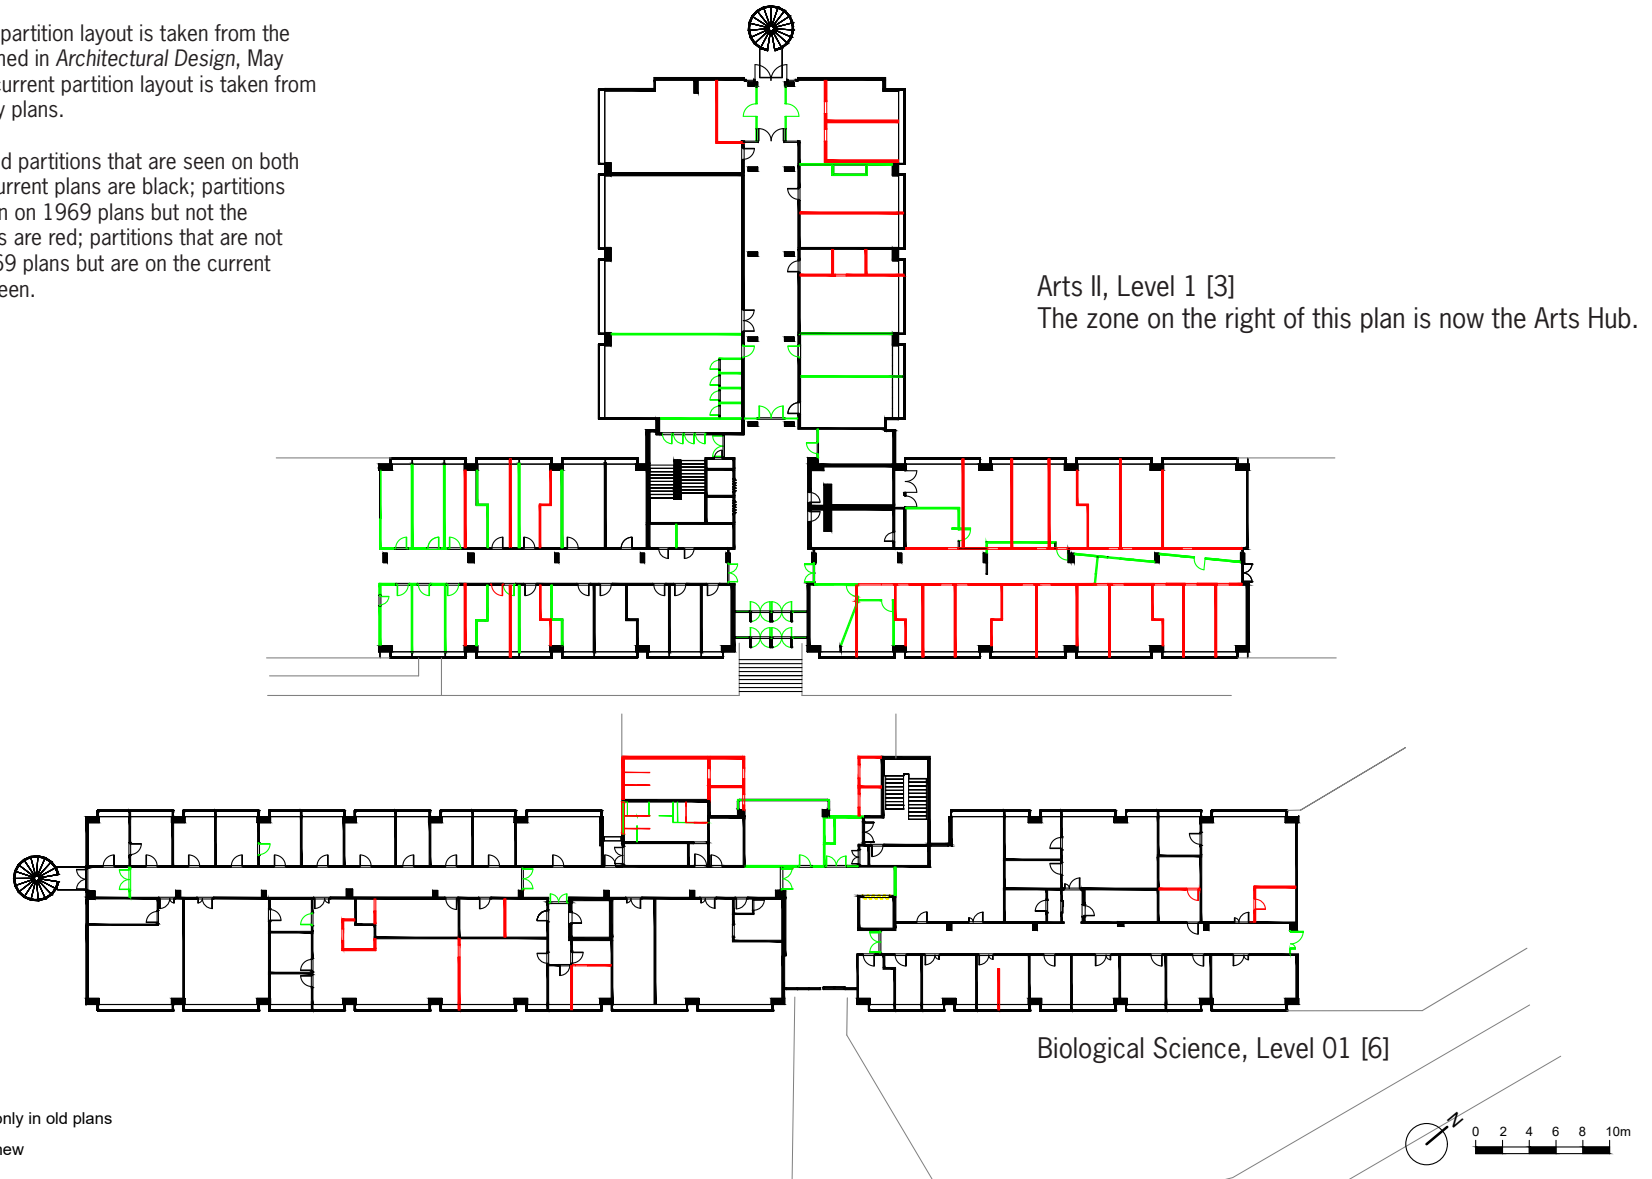 partition layout is taken from the
ned in Architectural Design, May
current partition layout is taken from
y plans.
d partitions that are seen on both
urrent plans are black; partitions
n on 1969 plans but not the
s are red; partitions that are not
69 plans but are on the current
een.
Arts II, Level 1 [3]
The zone on the right of this plan is now the Arts Hub.
Biological Science, Level 01 [6]
only in old plans
new
N
0 2 4 6 8 10m